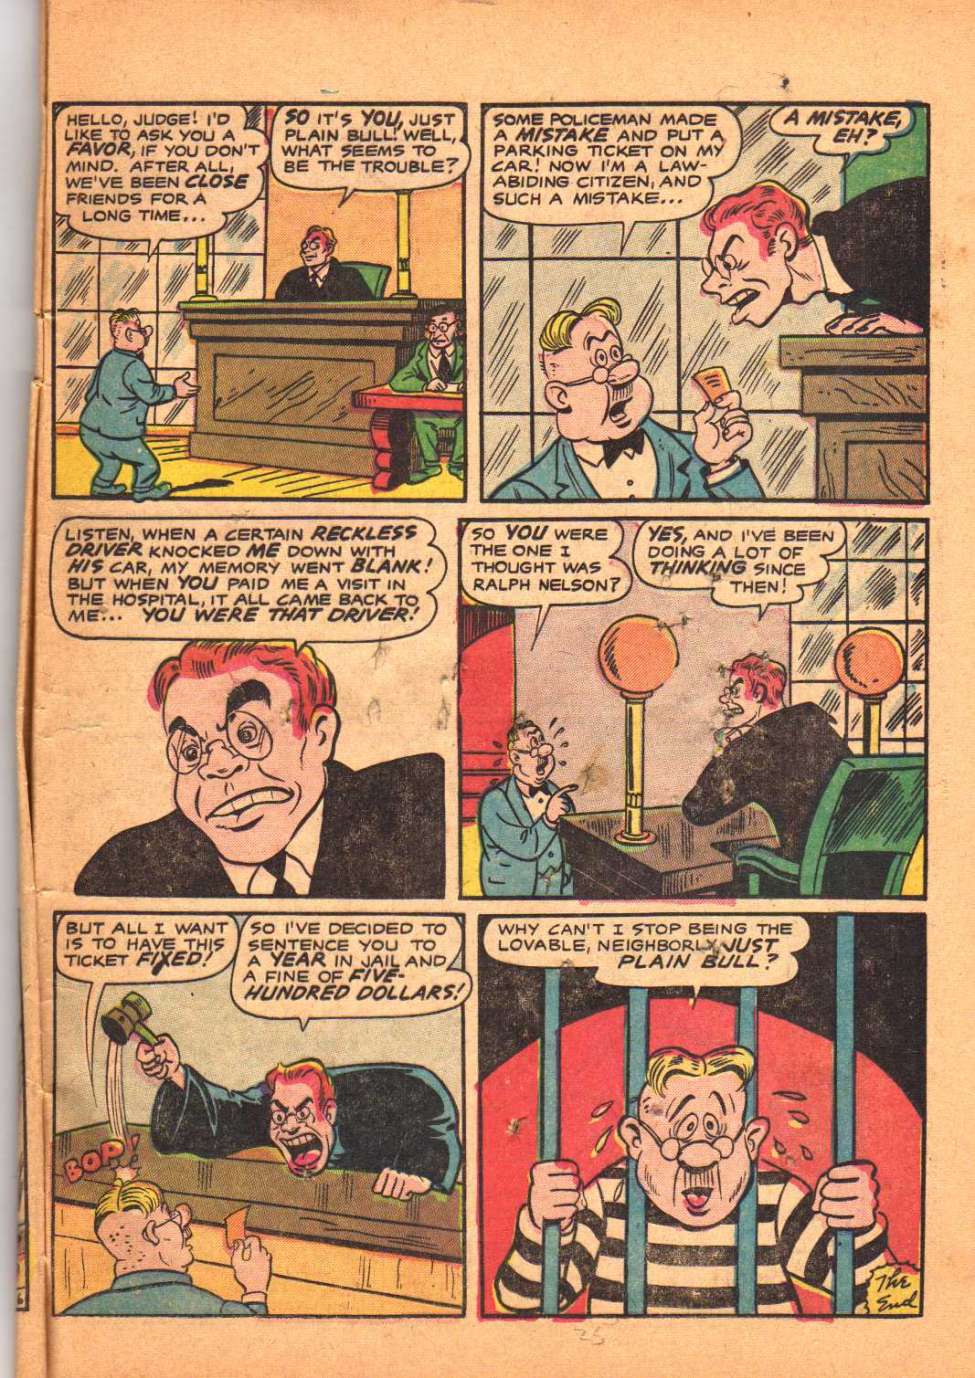 HELLO, JUDGE! I'D
LIKE TO ASK YOU A
FAVOR, IF YOU DON'T
MIND. AFTER ALL,
WE'VE BEEN CLOSE
FRIENDS FOR A
LONG TIME...
SO IT'S YOU, JUST
PLAIN BULL! WELL,
WHAT SEEMS TO
BE THE TROUBLE?
SOME POLICEMAN MADE
A MISTAKE AND PUT A
PARKING TICKET ON MY
CAR! NOW I'M A LAW-
ABIDING CITIZEN, AND
SUCH A MISTAKE...
A MISTAKE,
EH?
LISTEN, WHEN A CERTAIN RECKLESS
DRIVER KNOCKED ME DOWN WITH
HIS CAR, MY MEMORY WENT BLANK!
BUT WHEN YOU PAID ME A VISIT IN
THE HOSPITAL, IT ALL CAME BACK TO
ME... YOU WERE THAT DRIVER!
SO YOU WERE
THE ONE I
THOUGHT WAS
RALPH NELSON?
YES, AND I'VE BEEN
DOING A LOT OF
THINKING SINCE
THEN!
BUT ALL I WANT
IS TO HAVE THIS
TICKET FIXED!
SO I'VE DECIDED TO
SENTENCE YOU TO
A YEAR IN JAIL AND
A FINE OF FIVE-
HUNDRED DOLLARS!
BOP!
WHY CAN'T I STOP BEING THE
LOVABLE, NEIGHBORLY JUST
PLAIN BULL?
The
End
6
25